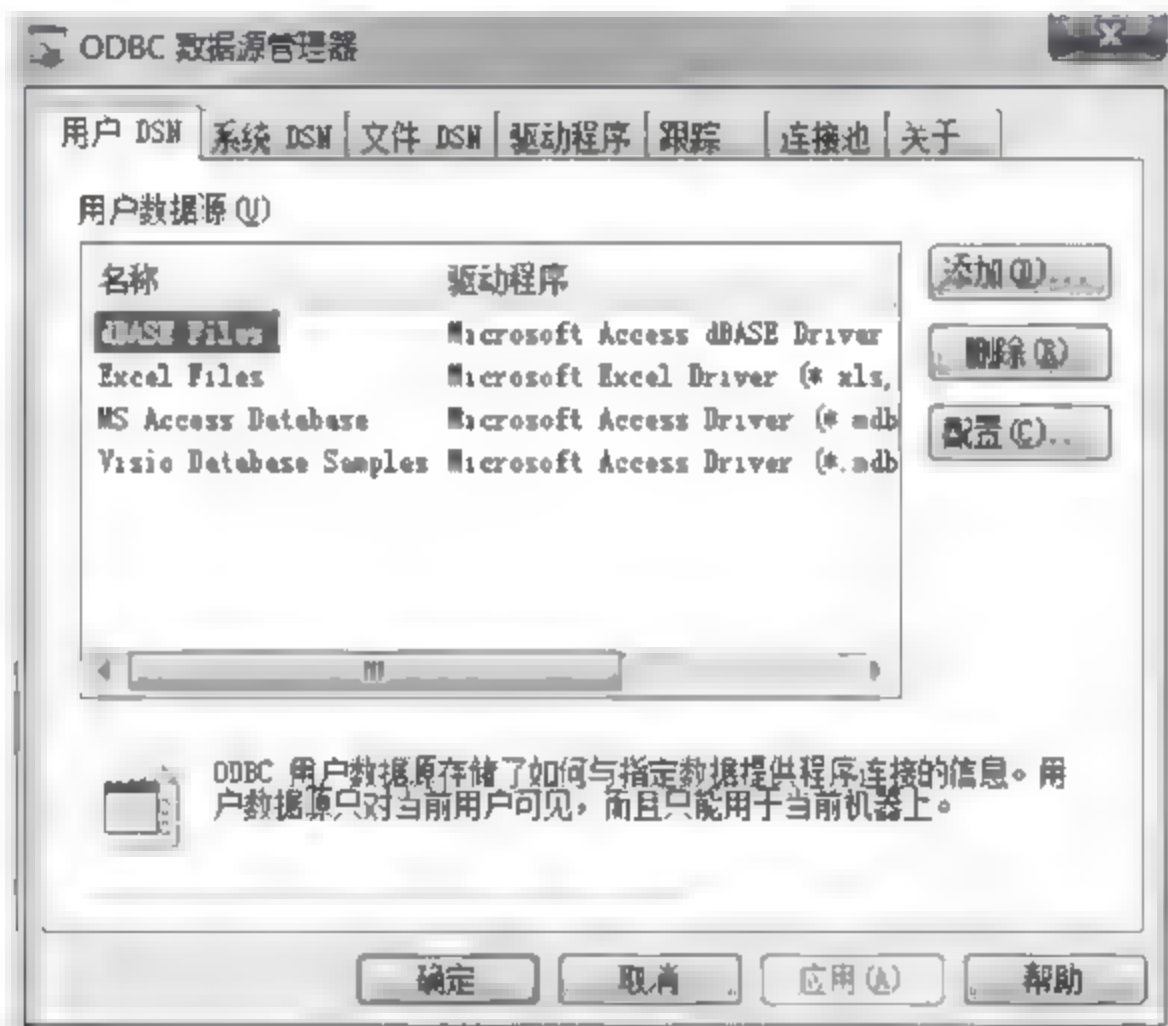 ODBC 数据源管理器
用户 DSN 系统 DSN 文件 DSN 驱动程序 跟踪 连接池 关于
用户数据源(U)
名称 驱动程序
dBASE Files Microsoft Access dBASE Driver
Excel Files Microsoft Excel Driver (*.xls,
MS Access Database Microsoft Access Driver (*.mdb
Visio Database Samples Microsoft Access Driver (*.mdb
添加(D)...
删除(R)
配置(C)...
ODBC 用户数据源存储了如何与指定数据提供程序连接的信息。用
户数据源只对当前用户可见，而且只能用于当前机器上。
确定 取消 应用(A) 帮助